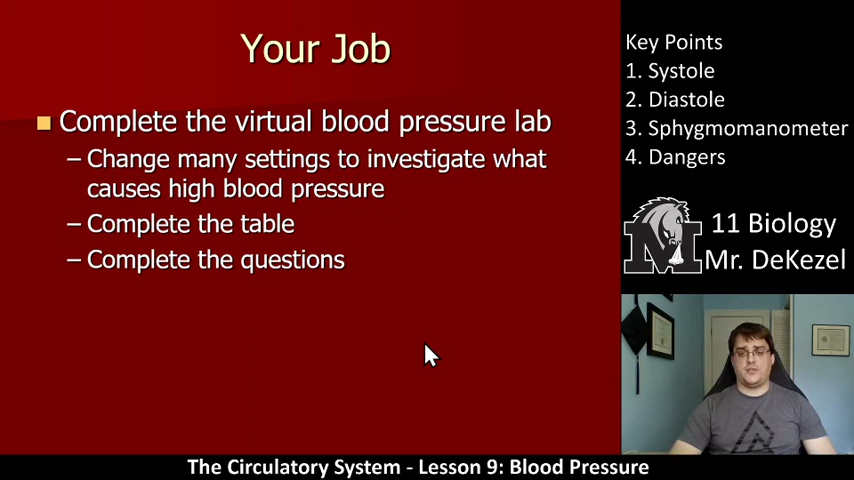 Your Job
Complete the virtual blood pressure lab
– Change many settings to investigate what
causes high blood pressure
– Complete the table
– Complete the questions
Key Points
1. Systole
2. Diastole
3. Sphygmomanometer
4. Dangers
M
11 Biology
Mr. DeKezel
The Circulatory System - Lesson 9: Blood Pressure